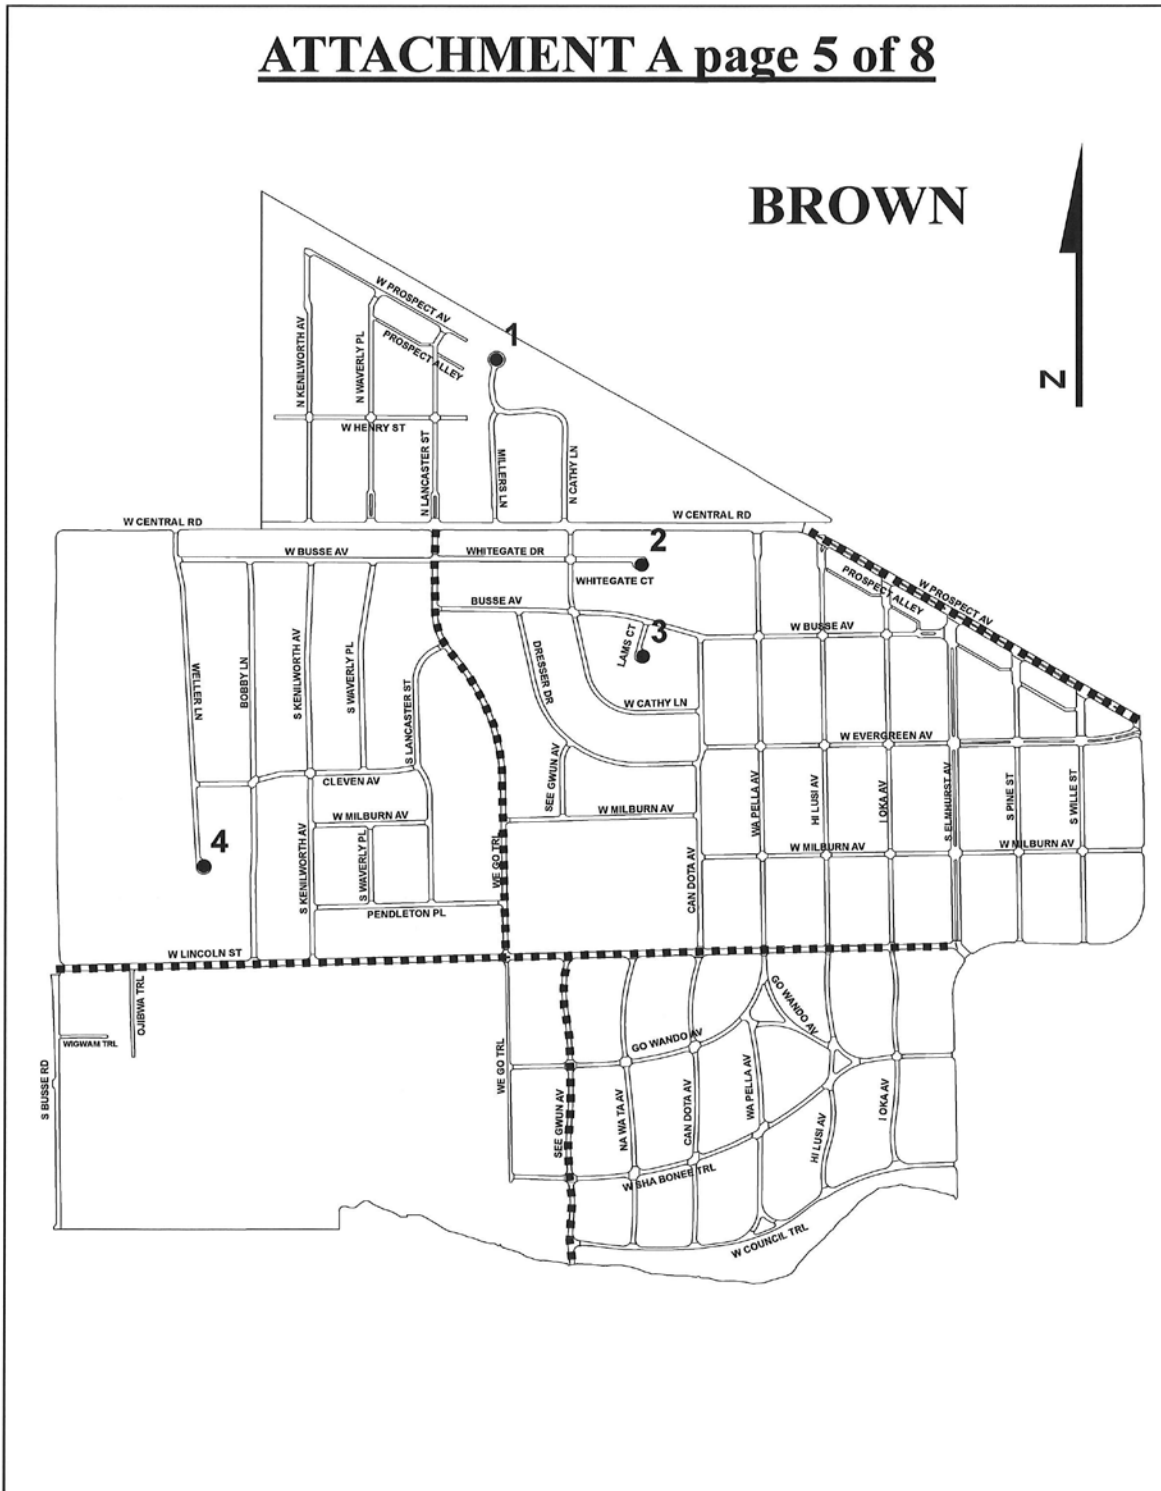 ATTACHMENT A page 5 of 8
BROWN
N
W PROSPECT AV
PROSPECT ALLEY
1
N KENILWORTH AV
N WAVERLY PL
W HENRY ST
N LANCASTER ST
MILLERS LN
N CATHY LN
W CENTRAL RD
W CENTRAL RD
W BUSSE AV
WHITEGATE DR
2
WHITEGATE CT
BUSSE AV
3
LAMS CT
W BUSSE AV
PROSPECT ALLEY
W PROSPECT AV
WELLER LN
BOBBY LN
S KENILWORTH AV
S WAVERLY PL
S LANCASTER ST
DRESSER DR
W CATHY LN
W EVERGREEN AV
CLEVEN AV
SEE GWUN AV
W MILBURN AV
W MILBURN AV
WA PELLA AV
HI LUSI AV
I OKA AV
S ELMHURST AV
S PINE ST
S WILLE ST
4
S KENILWORTH AV
S WAVERLY PL
WE GO TRL
CAN DOTA AV
W MILBURN AV
W MILBURN AV
PENDLETON PL
W LINCOLN ST
OJIBWA TRL
WIGWAM TRL
S BUSSE RD
WE GO TRL
SEE GWUN AV
NA WA TA AV
CAN DOTA AV
WA PELLA AV
GO WANDO AV
GO WANDO AV
HI LUSI AV
I OKA AV
W SHA BONEE TRL
W COUNCIL TRL